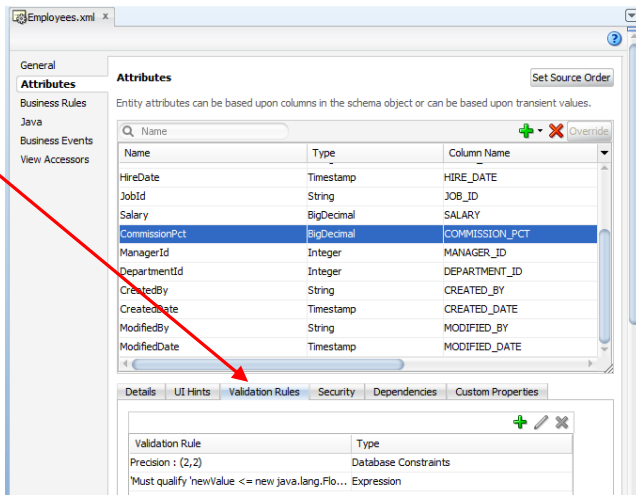 Employees.xml
General
Attributes
Business Rules
Java
Business Events
View Accessors
Attributes Set Source Order
Entity attributes can be based upon columns in the schema object or can be based upon transient values.
Name Override
Name Type Column Name
HireDate Timestamp HIRE_DATE
JobId String JOB_ID
Salary BigDecimal SALARY
CommissionPct BigDecimal COMMISSION_PCT
ManagerId Integer MANAGER_ID
DepartmentId Integer DEPARTMENT_ID
CreatedBy String CREATED_BY
CreatedDate Timestamp CREATED_DATE
ModifiedBy String MODIFIED_BY
ModifiedDate Timestamp MODIFIED_DATE
Details UI Hints Validation Rules Security Dependencies Custom Properties
Validation Rule Type
Precision : (2,2) Database Constraints
'Must qualify 'newValue <= new java.lang.Flo... Expression